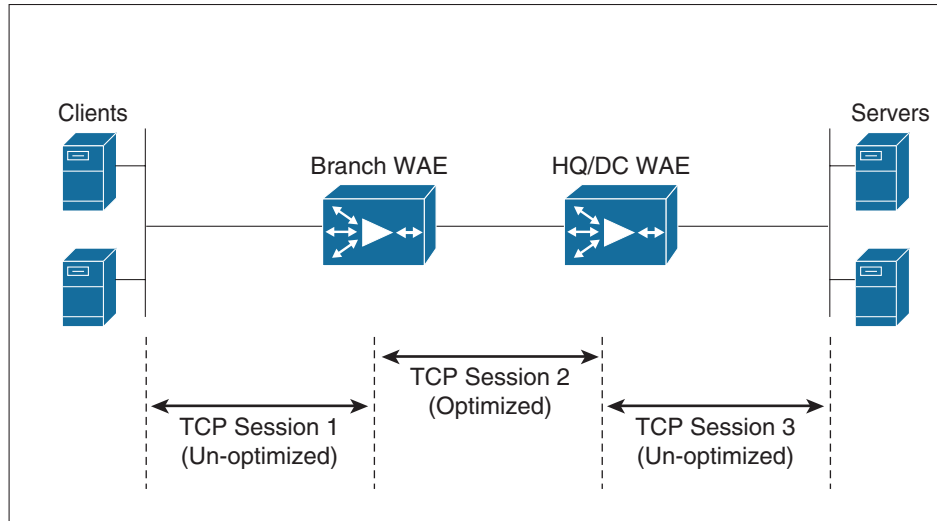 Clients
Servers
Branch WAE
HQ/DC WAE
TCP Session 2
(Optimized)
TCP Session 1
(Un-optimized)
TCP Session 3
(Un-optimized)